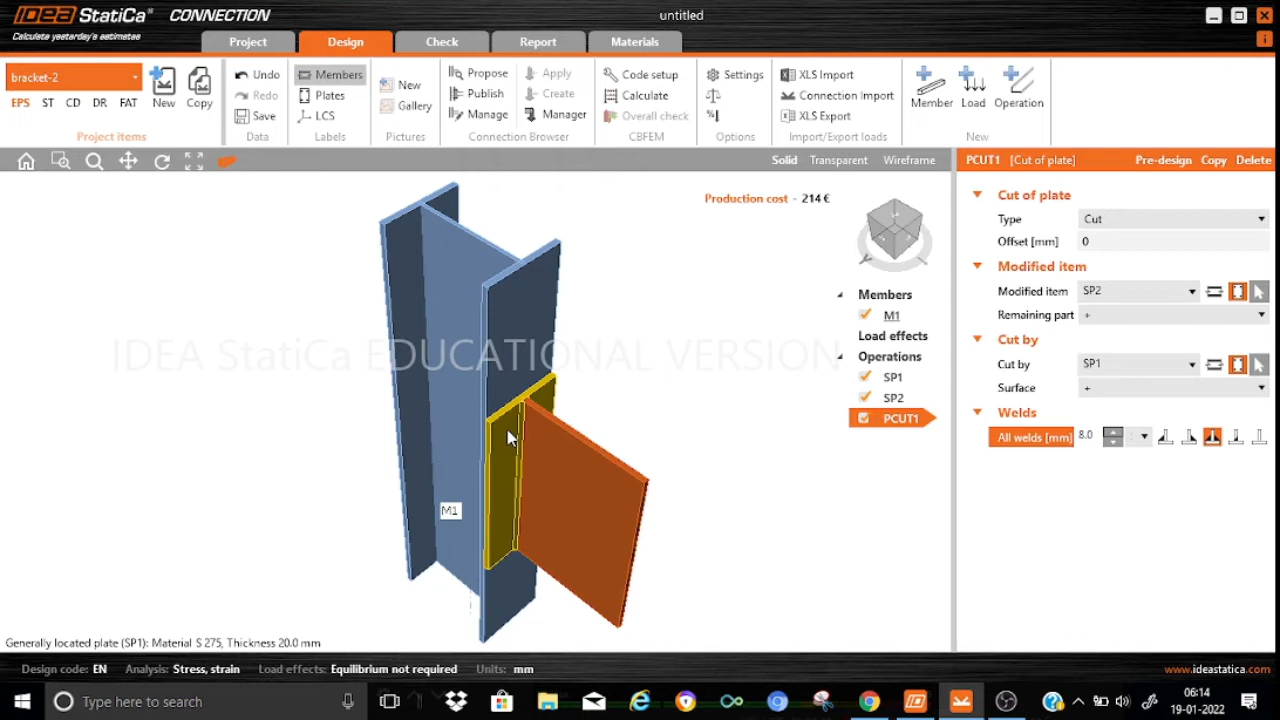 IDEA StatiCa® CONNECTION
Calculate yesterday's estimates
untitled
Project Design Check Report Materials
bracket-2
EPS ST CD DR FAT
New Copy
Project items
Undo
Redo
Save
Data
Members
Plates
LCS
Labels
New
Gallery
Pictures
Propose Apply
Publish Create
Manage Manager
Connection Browser
Code setup
Calculate
Overall check
CBFEM
Settings
Options
XLS Import
Connection Import
XLS Export
Import/Export loads
Member Load Operation
New
Solid Transparent Wireframe
PCUT1 [Cut of plate] Pre-design Copy Delete
Production cost - 214 €
Members
M1
Load effects
Operations
SP1
SP2
PCUT1
Cut of plate
Type Cut
Offset [mm] 0
Modified item
Modified item SP2
Remaining part +
Cut by
Cut by SP1
Surface +
Welds
All welds [mm] 8.0
IDEA StatiCa EDUCATIONAL VERSION
M1
Generally located plate (SP1): Material S 275, Thickness 20.0 mm
Design code: EN Analysis: Stress, strain Load effects: Equilibrium not required Units: mm
www.ideastatica.com
Type here to search
06:14
19-01-2022